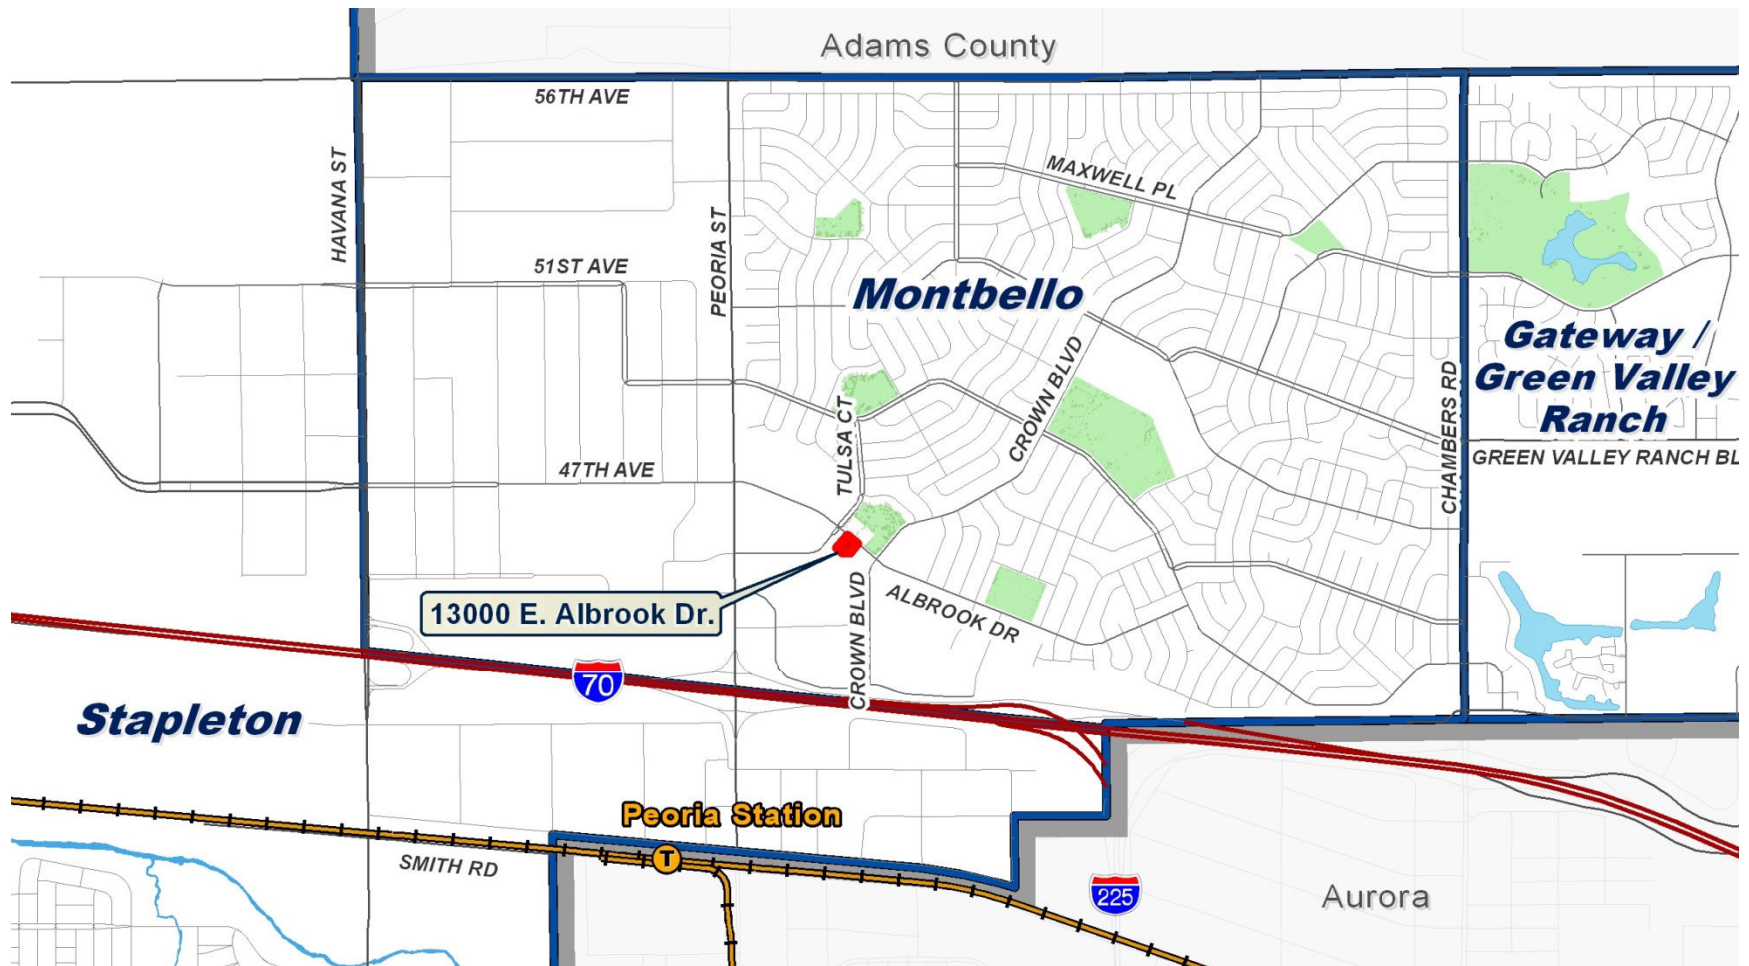 Adams County
56TH AVE
HAVANA ST
MAXWELL PL
PEORIA ST
51ST AVE
Montbello
Gateway /
Green Valley
Ranch
CROWN BLVD
CHAMBERS RD
TULSA CT
GREEN VALLEY RANCH BL
47TH AVE
13000 E. Albrook Dr.
ALBROOK DR
CROWN BLVD
70
Stapleton
Peoria Station
T
SMITH RD
225
Aurora